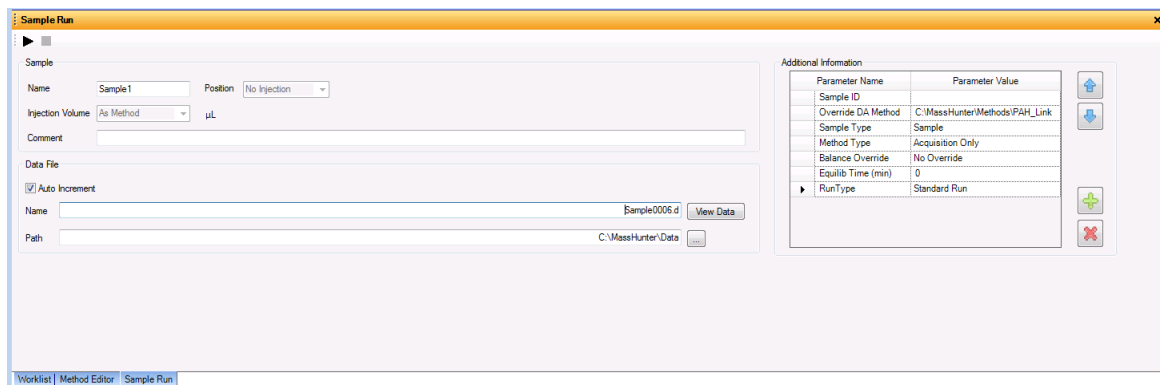 Sample Run
Sample
Name Sample1 Position No Injection
Injection Volume As Method µL
Comment
Data File
Auto Increment
Name Sample0006.d View Data
Path C:\MassHunter\Data ...
Additional Information
Parameter Name Parameter Value
Sample ID
Override DA Method C:\MassHunter\Methods\PAH_Link
Sample Type Sample
Method Type Acquisition Only
Balance Override No Override
Equilib Time (min) 0
RunType Standard Run
Worklist Method Editor Sample Run